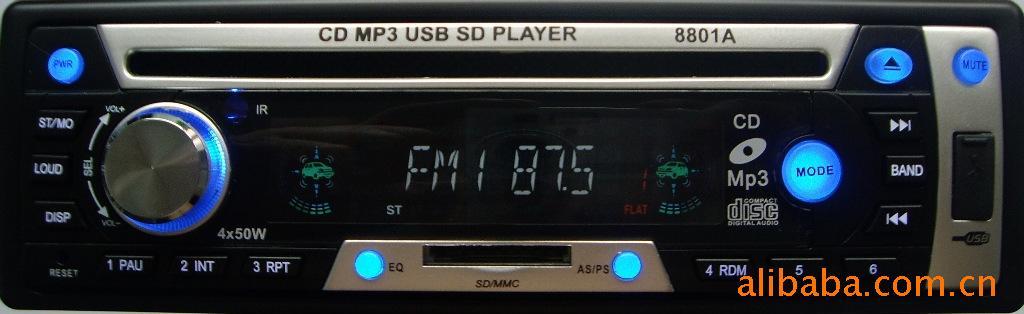 CD MP3 USB SD PLAYER 8801A
PWR
MUTE
VOL+
IR
ST/MO
SEL
LOUD
DISP
VOL-
FM1 87.5
1
ST
FLAT
CD
Mp3
COMPACT
disc
DIGITAL AUDIO
MODE
BAND
4x50W
USB
RESET
1 PAU
2 INT
3 RPT
EQ
AS/PS
SD/MMC
4 RDM
5
6
alibaba.com.cn